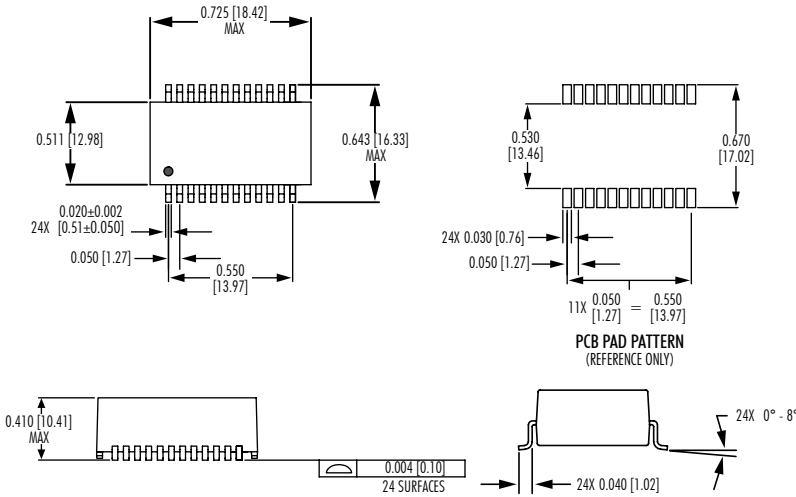 0.725 [18.42]
MAX
0.511 [12.98]
0.643 [16.33]
MAX
0.020±0.002
24X [0.51±0.050]
0.050 [1.27]
0.550
[13.97]
0.530
[13.46]
0.670
[17.02]
24X 0.030 [0.76]
0.050 [1.27]
11X 0.050 [1.27] = 0.550 [13.97]
PCB PAD PATTERN
(REFERENCE ONLY)
0.410 [10.41]
MAX
0.004 [0.10]
24 SURFACES
24X 0° - 8°
24X 0.040 [1.02]